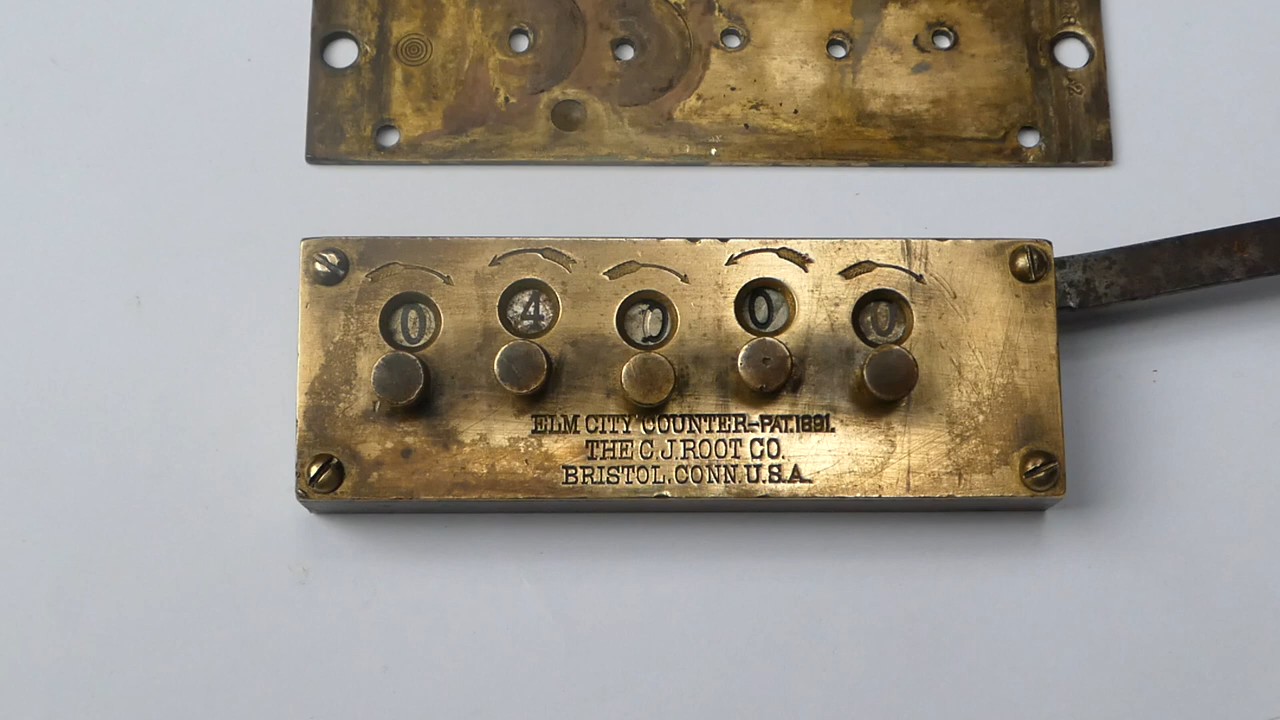 0 4 0 0 0
ELM CITY COUNTER-PAT.1891.
THE C.J.ROOT CO.
BRISTOL.CONN.U.S.A.